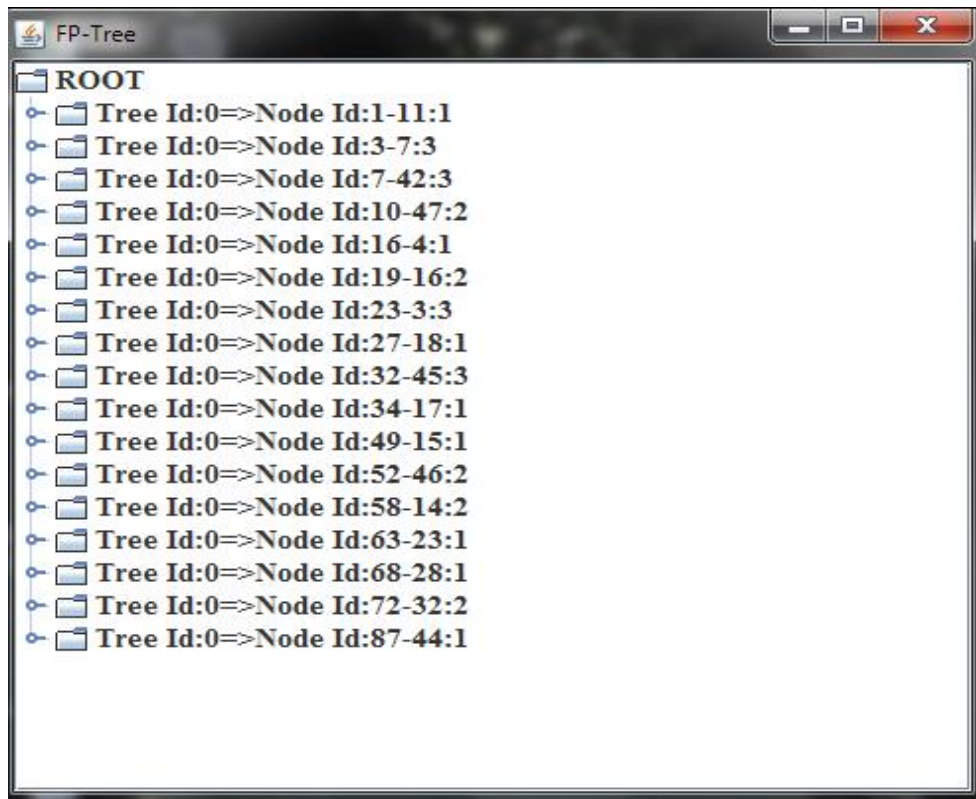 FP-Tree
ROOT
Tree Id:0=>Node Id:1-11:1
Tree Id:0=>Node Id:3-7:3
Tree Id:0=>Node Id:7-42:3
Tree Id:0=>Node Id:10-47:2
Tree Id:0=>Node Id:16-4:1
Tree Id:0=>Node Id:19-16:2
Tree Id:0=>Node Id:23-3:3
Tree Id:0=>Node Id:27-18:1
Tree Id:0=>Node Id:32-45:3
Tree Id:0=>Node Id:34-17:1
Tree Id:0=>Node Id:49-15:1
Tree Id:0=>Node Id:52-46:2
Tree Id:0=>Node Id:58-14:2
Tree Id:0=>Node Id:63-23:1
Tree Id:0=>Node Id:68-28:1
Tree Id:0=>Node Id:72-32:2
Tree Id:0=>Node Id:87-44:1